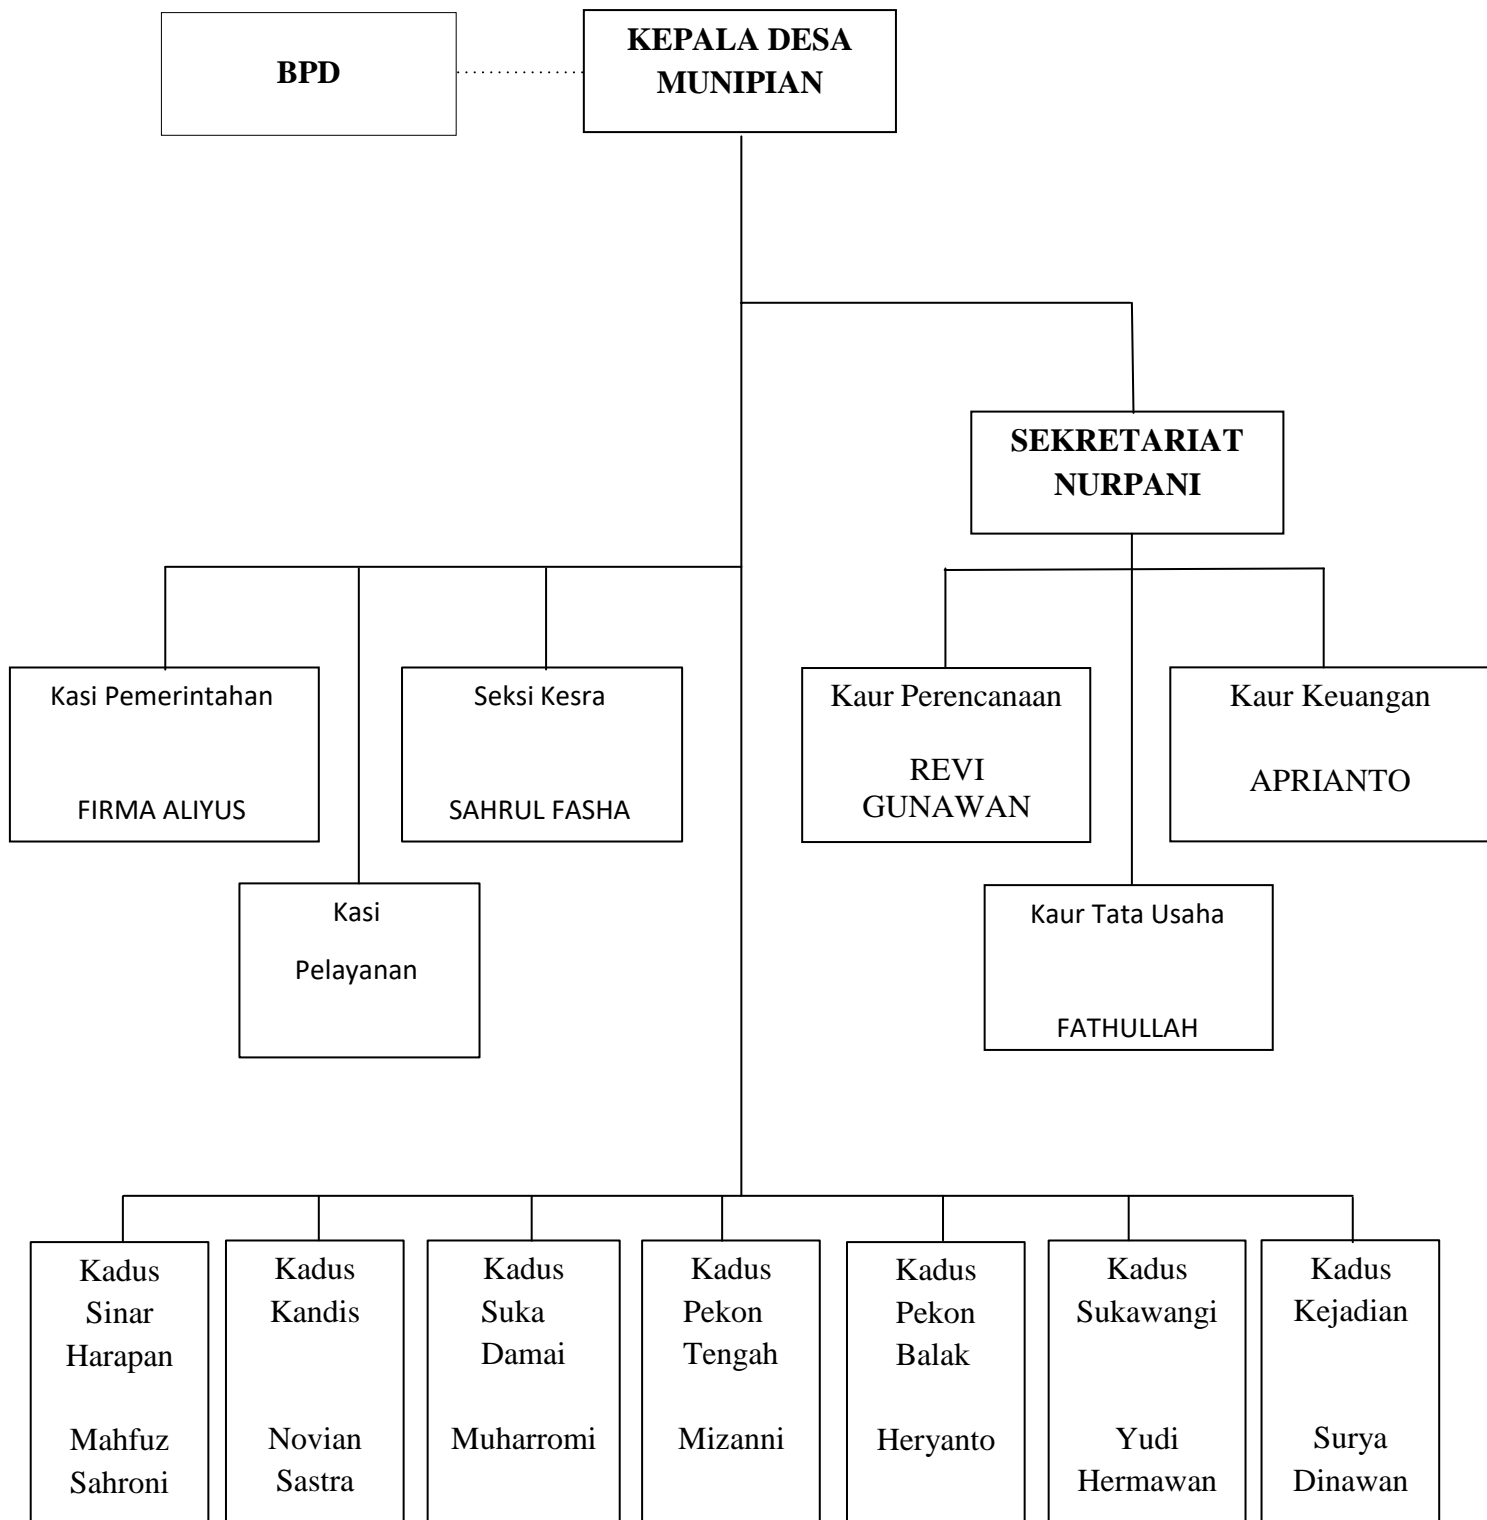 BPD
KEPALA DESA
MUNIPIAN
SEKRETARIAT
NURPANI
Kasi Pemerintahan
FIRMA ALIYUS
Seksi Kesra
SAHRUL FASHA
Kaur Perencanaan
REVI
GUNAWAN
Kaur Keuangan
APRIANTO
Kasi
Pelayanan
Kaur Tata Usaha
FATHULLAH
Kadus
Sinar
Harapan
Mahfuz
Sahroni
Kadus
Kandis
Novian
Sastra
Kadus
Suka
Damai
Muharromi
Kadus
Pekon
Tengah
Mizanni
Kadus
Pekon
Balak
Heryanto
Kadus
Sukawangi
Yudi
Hermawan
Kadus
Kejadian
Surya
Dinawan